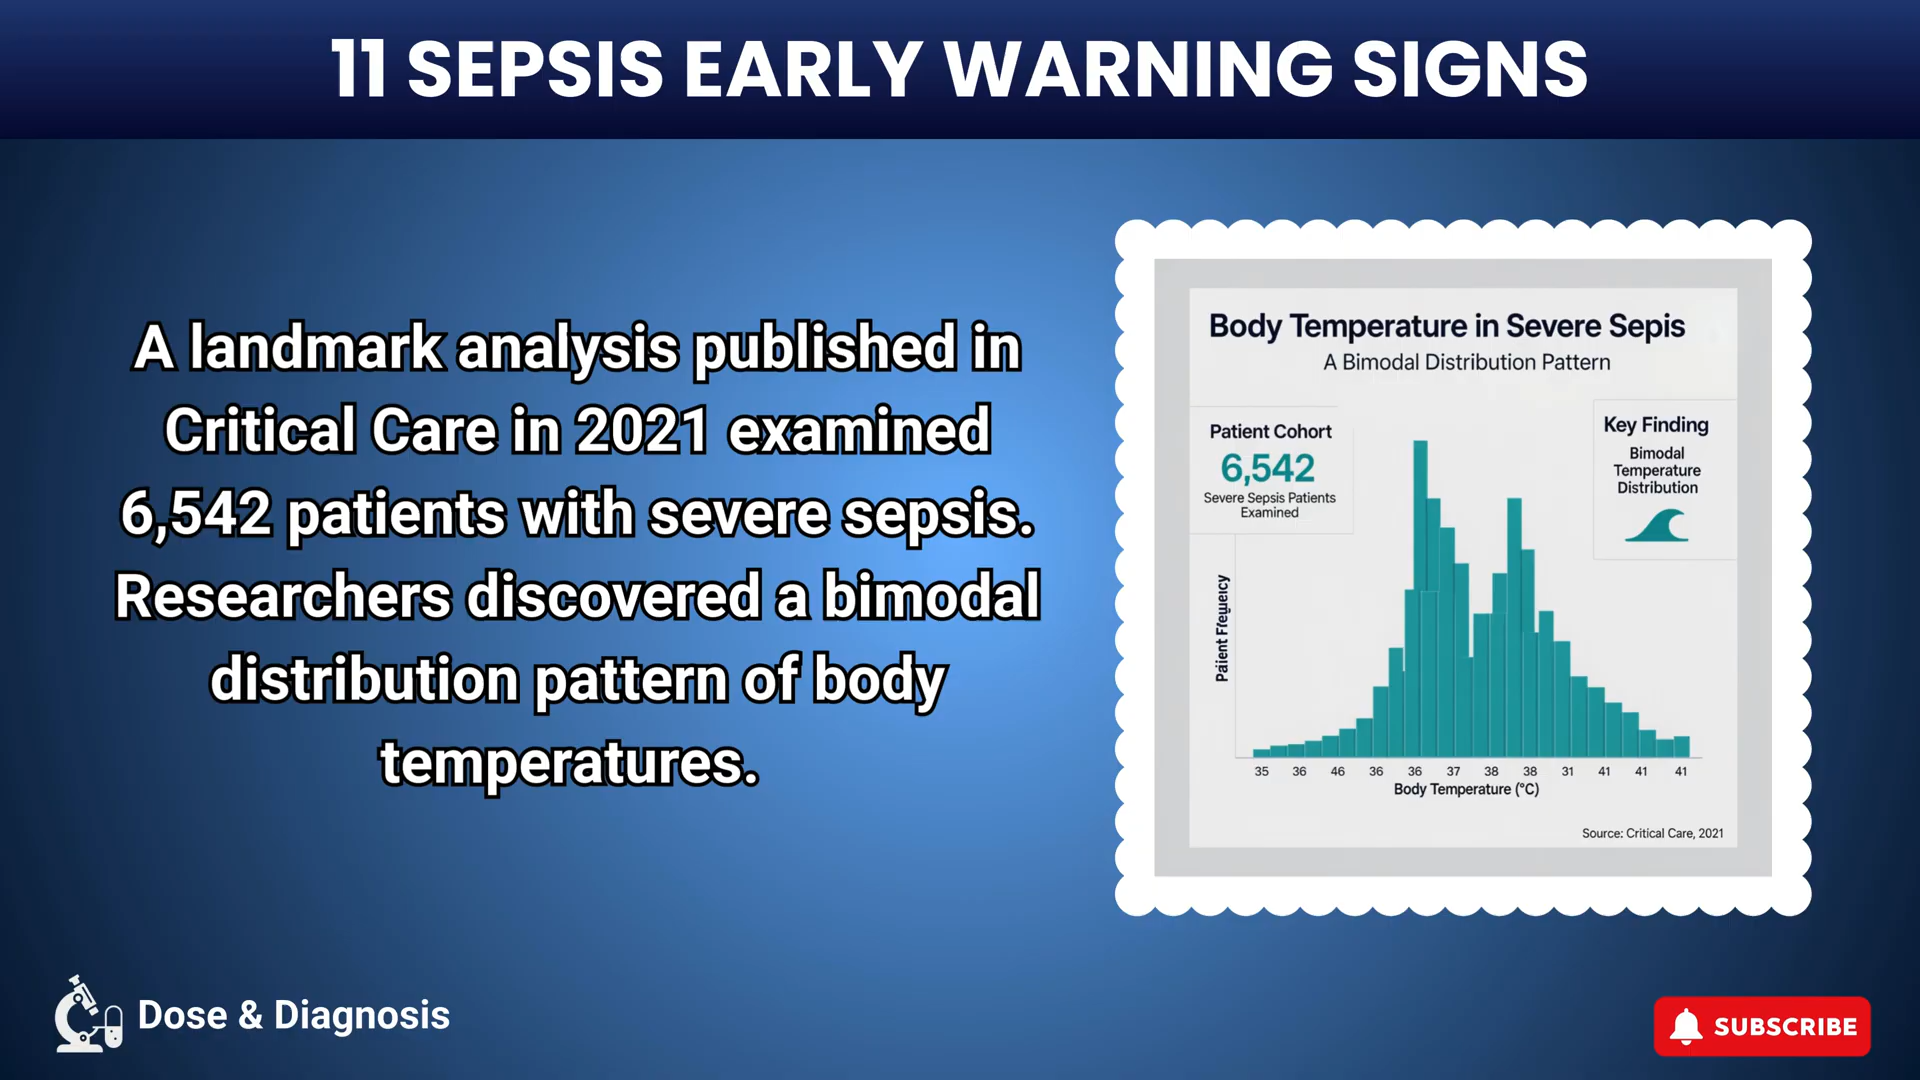 11 SEPSIS EARLY WARNING SIGNS
A landmark analysis published in
Critical Care in 2021 examined
6,542 patients with severe sepsis.
Researchers discovered a bimodal
distribution pattern of body
temperatures.
Body Temperature in Severe Sepis
A Bimodal Distribution Pattern
Patient Cohort
6,542
Severe Sepsis Patients
Examined
Key Finding
Bimodal
Temperature
Distribution
35 36 46 36 36 37 38 38 31 41 41 41
Body Temperature (°C)
Source: Critical Care, 2021
Dose & Diagnosis
SUBSCRIBE